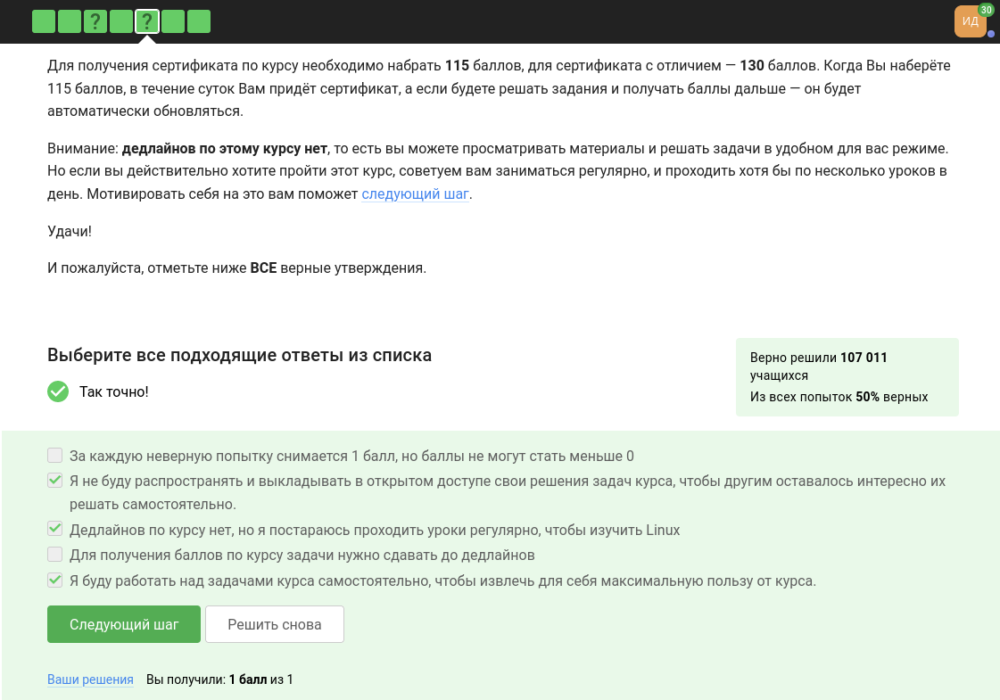 ?
?
ИД
30
Для получения сертификата по курсу необходимо набрать 115 баллов, для сертификата с отличием — 130 баллов. Когда Вы наберёте
115 баллов, в течение суток Вам придёт сертификат, а если будете решать задания и получать баллы дальше — он будет
автоматически обновляться.
Внимание: дедлайнов по этому курсу нет, то есть вы можете просматривать материалы и решать задачи в удобном для вас режиме.
Но если вы действительно хотите пройти этот курс, советуем вам заниматься регулярно, и проходить хотя бы по несколько уроков в
день. Мотивировать себя на это вам поможет следующий шаг.
Удачи!
И пожалуйста, отметьте ниже ВСЕ верные утверждения.
Выберите все подходящие ответы из списка
Так точно!
Верно решили 107 011
учащихся
Из всех попыток 50% верных
За каждую неверную попытку снимается 1 балл, но баллы не могут стать меньше 0
Я не буду распространять и выкладывать в открытом доступе свои решения задач курса, чтобы другим оставалось интересно их
решать самостоятельно.
Дедлайнов по курсу нет, но я постараюсь проходить уроки регулярно, чтобы изучить Linux
Для получения баллов по курсу задачи нужно сдавать до дедлайнов
Я буду работать над задачами курса самостоятельно, чтобы извлечь для себя максимальную пользу от курса.
Следующий шаг
Решить снова
Ваши решения
Вы получили: 1 балл из 1